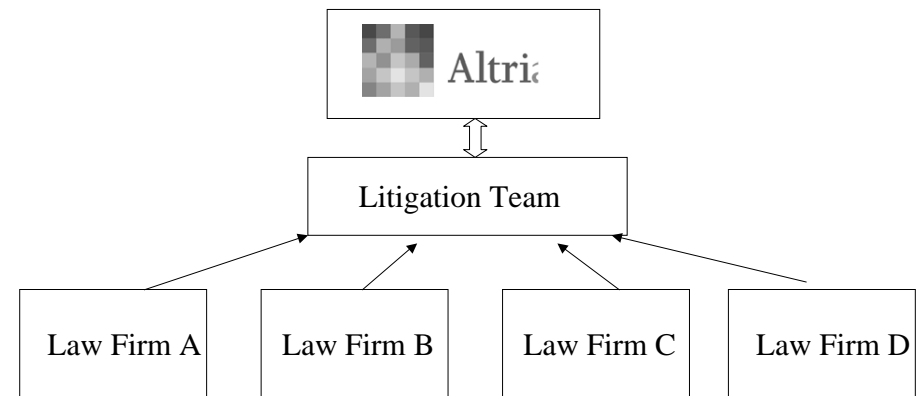 Altria
Litigation Team
Law Firm A
Law Firm B
Law Firm C
Law Firm D